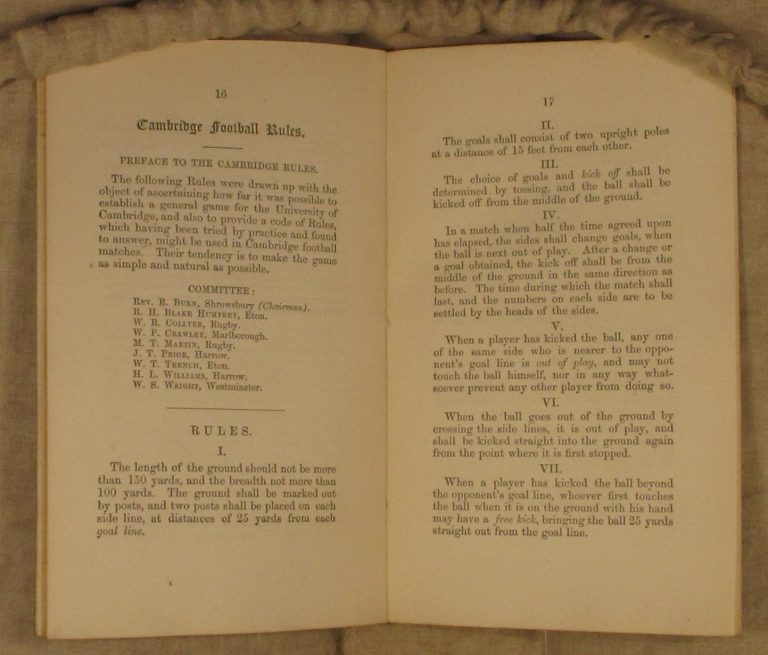 16
Cambridge Football Rules.
PREFACE TO THE CAMBRIDGE RULES.
The following Rules were drawn up with the
object of ascertaining how far it was possible to
establish a general game for the University of
Cambridge, and also to provide a code of Rules,
which having been tried by practice and found
to answer, might be used in Cambridge football
matches. Their tendency is to make the game
as simple and natural as possible.
COMMITTEE:
REV. R. BURN, Shrewsbury (Chairman).
R. H. BLAKE HUMFREY, Eton.
W. R. COLLYER, Rugby.
W. P. CRAWLEY, Marlborough.
M. T. MARTIN, Rugby.
J. T. PRIOR, Harrow.
W. T. TRENCH, Eton.
H. L. WILLIAMS, Harrow.
W. S. WRIGHT, Westminster.
RULES.
I.
The length of the ground should not be more
than 150 yards, and the breadth not more than
100 yards. The ground shall be marked out
by posts, and two posts shall be placed on each
side line, at distances of 25 yards from each
goal line.
17
II.
The goals shall consist of two upright poles
at a distance of 15 feet from each other.
III.
The choice of goals and kick off shall be
determined by tossing, and the ball shall be
kicked off from the middle of the ground.
IV.
In a match when half the time agreed upon
has elapsed, the sides shall change goals, when
the ball is next out of play. After a change or
a goal obtained, the kick off shall be from the
middle of the ground in the same direction as
before. The time during which the match shall
last, and the numbers on each side are to be
settled by the heads of the sides.
V.
When a player has kicked the ball, any one
of the same side who is nearer to the oppo-
nent's goal line is out of play, and may not
touch the ball himself, nor in any way what-
soever prevent any other player from doing so.
VI.
When the ball goes out of the ground by
crossing the side lines, it is out of play, and
shall be kicked straight into the ground again
from the point where it is first stopped.
VII.
When a player has kicked the ball beyond
the opponent's goal line, whoever first touches
the ball when it is on the ground with his hand
may have a free kick, bringing the ball 25 yards
straight out from the goal line.